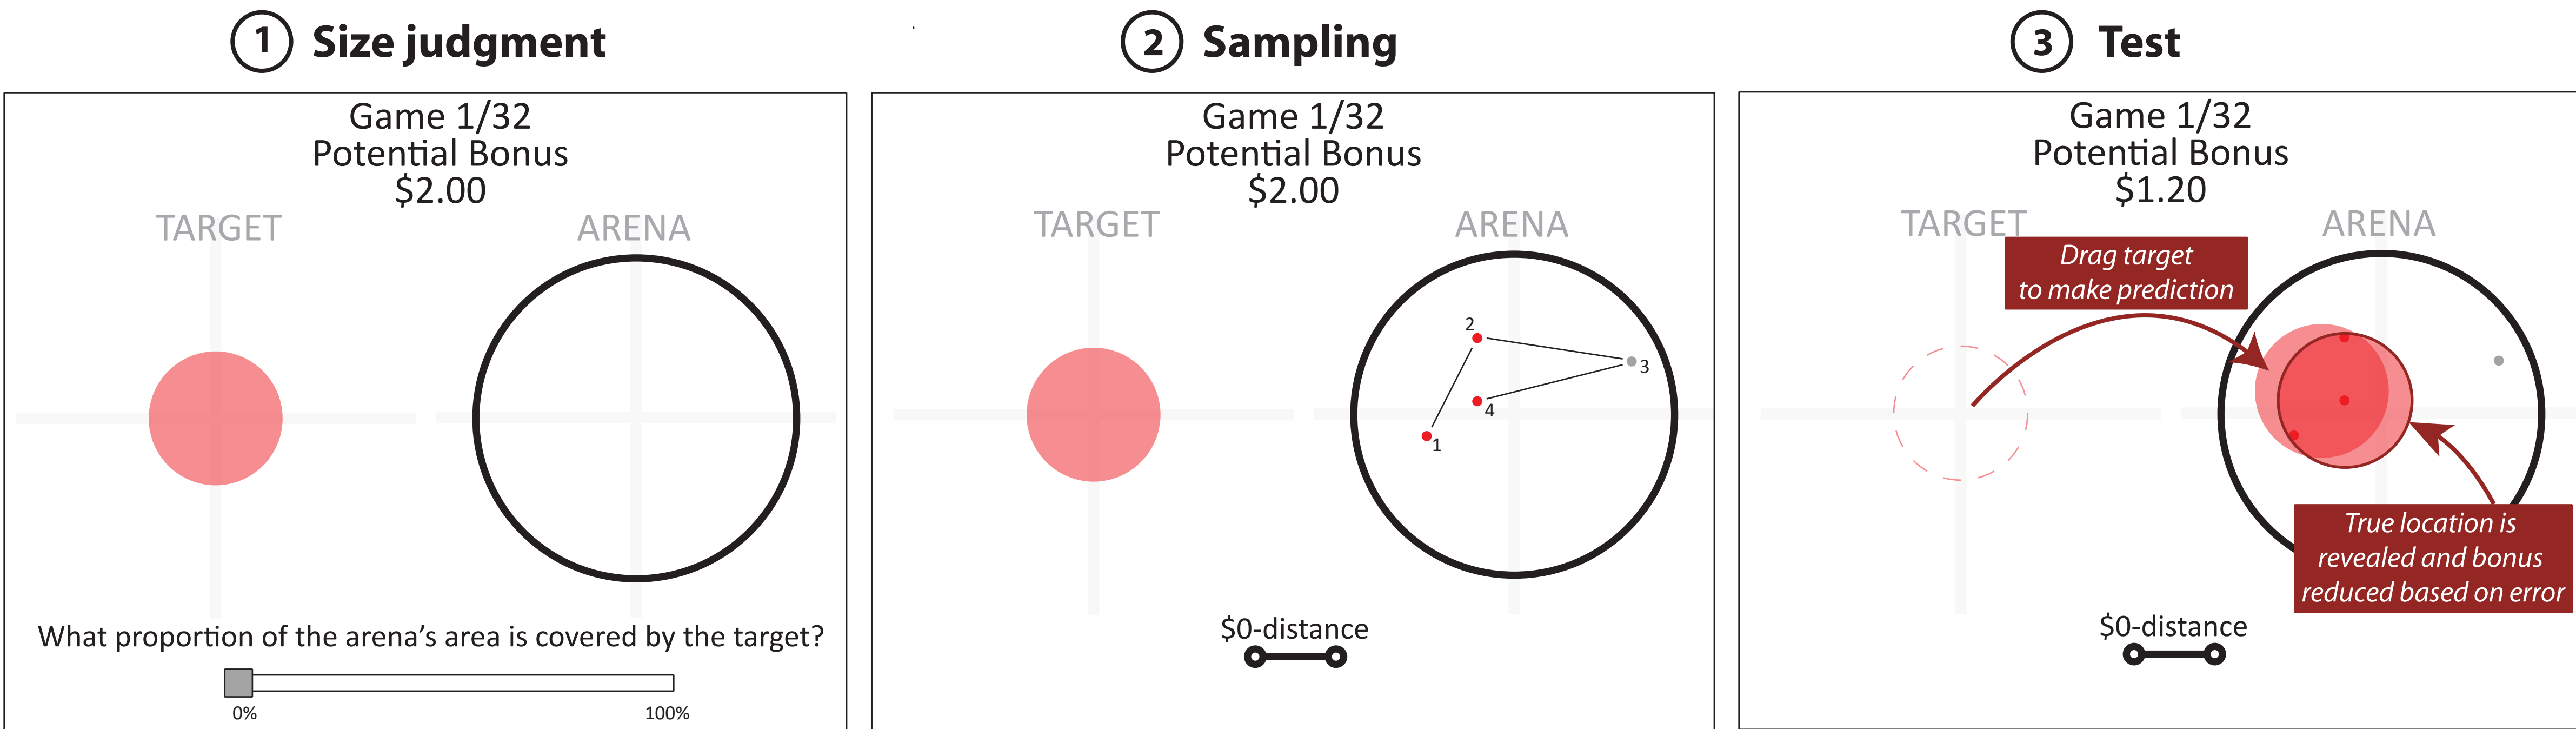 1 Size judgment
Game 1/32
Potential Bonus
$2.00
TARGET
ARENA
What proportion of the arena's area is covered by the target?
0%
100%
2 Sampling
Game 1/32
Potential Bonus
$2.00
TARGET
ARENA
2
3
4
1
$0-distance
3 Test
Game 1/32
Potential Bonus
$1.20
TARGET
ARENA
Drag target
to make prediction
True location is
revealed and bonus
reduced based on error
$0-distance